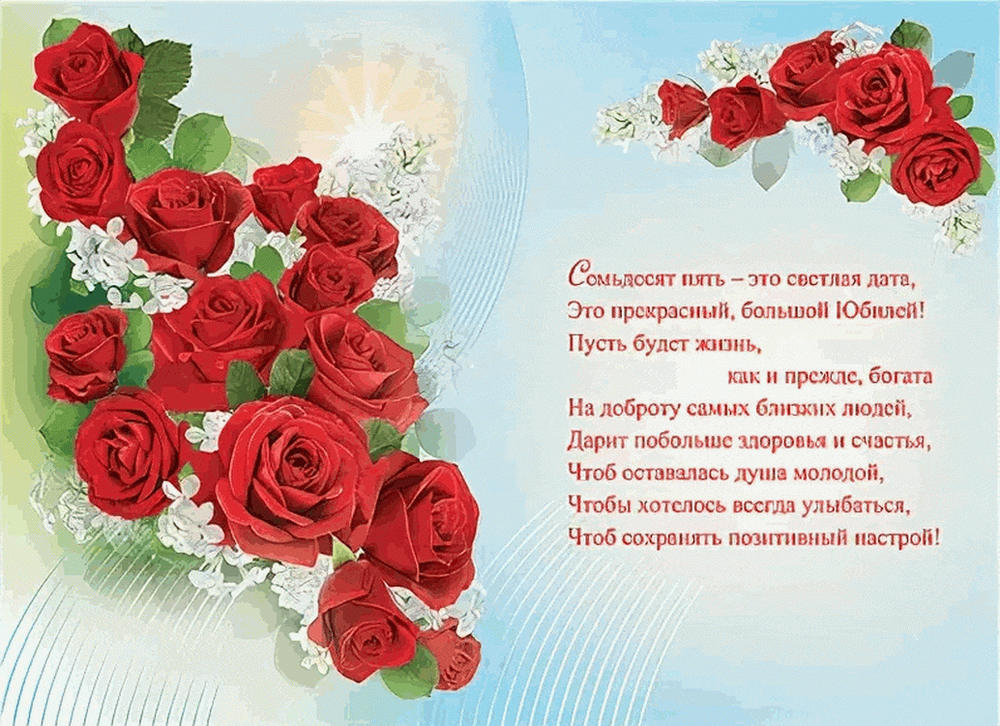 Семьдесят пять – это светлая дата,
Это прекрасный, большой Юбилей!
Пусть будет жизнь,
как и прежде, богата
На доброту самых близких людей,
Дарит побольше здоровья и счастья,
Чтоб оставалась душа молодой,
Чтобы хотелось всегда улыбаться,
Чтоб сохранять позитивный настрой!